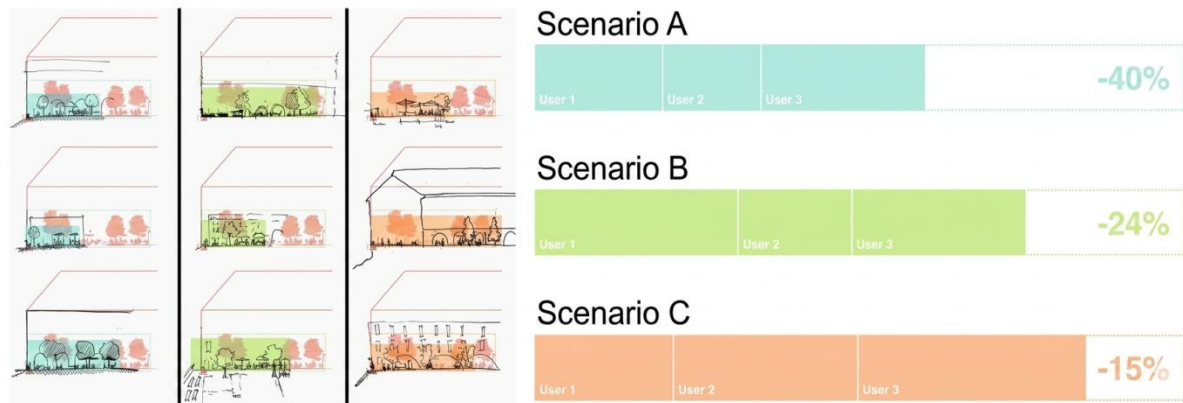 Scenario A
User 1 User 2 User 3 -40%
Scenario B
User 1 User 2 User 3 -24%
Scenario C
User 1 User 2 User 3 -15%